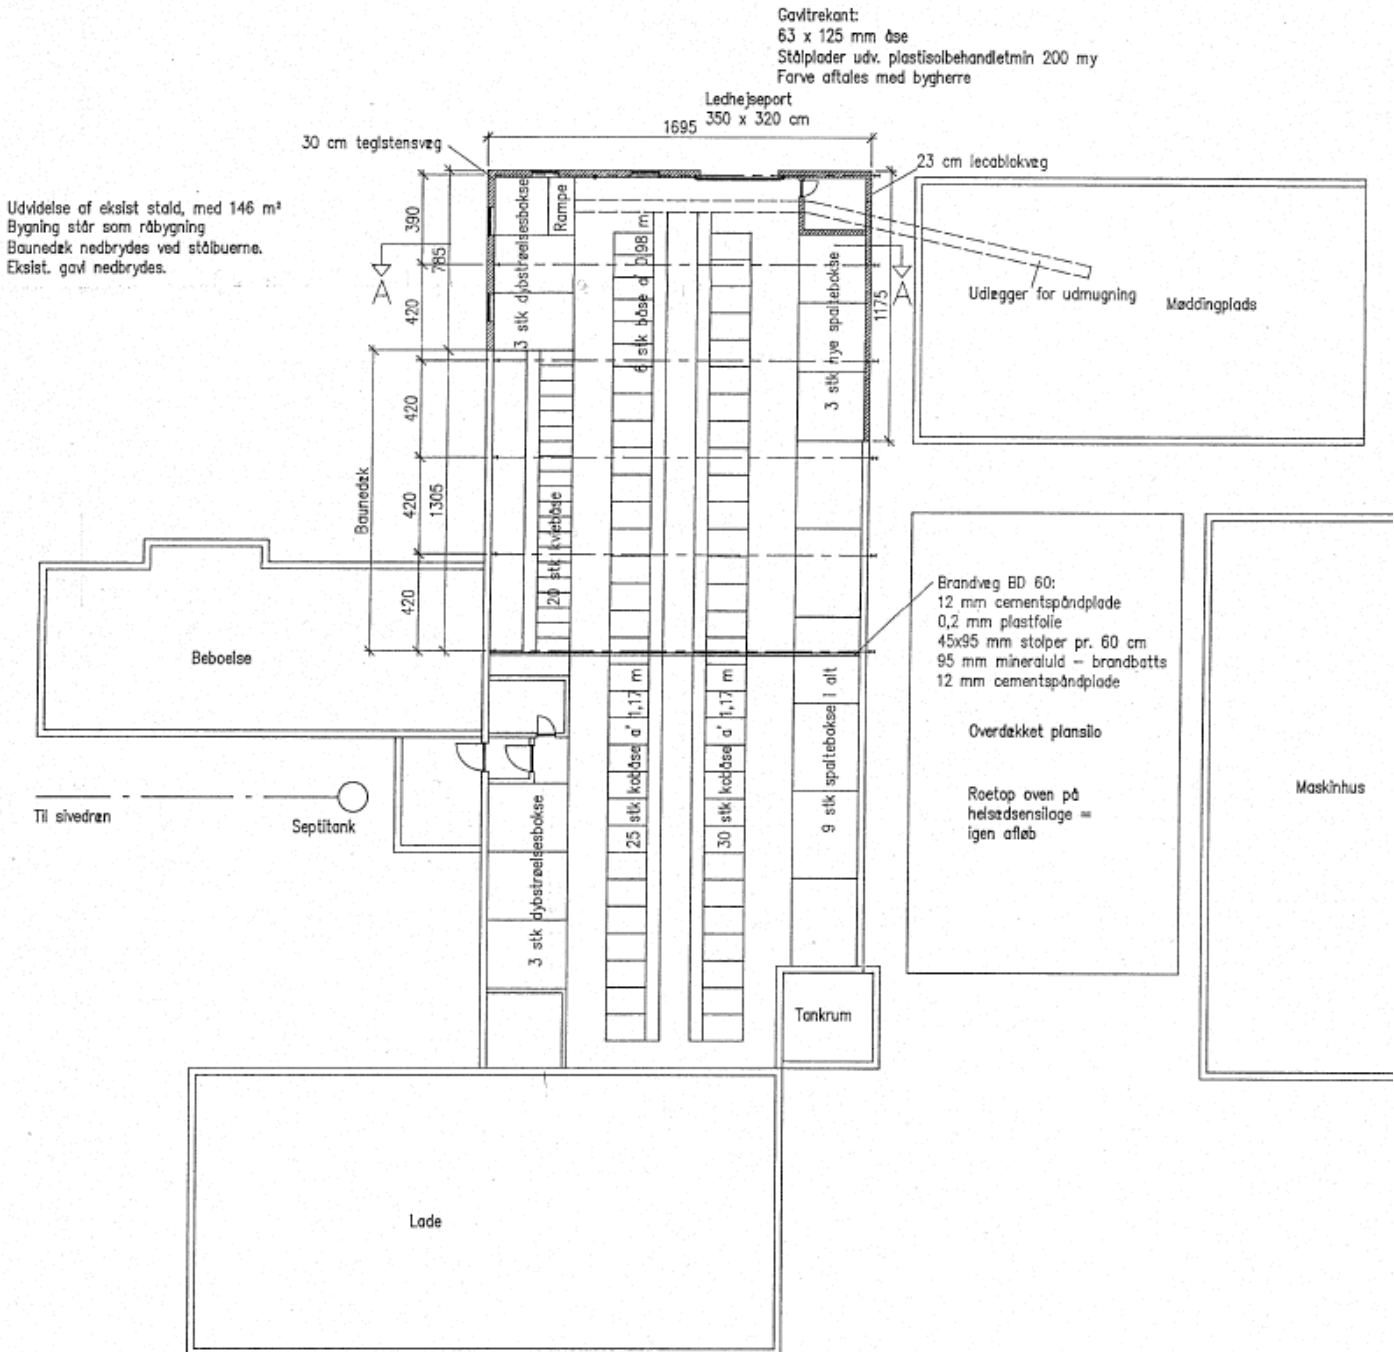 Gavltrekant:
63 x 125 mm åse
Stålplader udv. plastisolbehandletmin 200 my
Farve aftales med bygherre
Ledhejseport
350 x 320 cm
1695
30 cm teglstensvæg
23 cm lecablokvæg
Udvidelse af eksist stald, med 146 m²
Bygning står som råbygning
Baunedæk nedbrydes ved stålbuerne.
Eksist. gavl nedbrydes.
390
785
420
420
420
420
1305
1175
A
A
3 stk dybstrøelsesbokse
Rampe
6 stk båse a' 0,98 m
3 stk nye spaltebokse
Udlægger for udmugning
Møddingplads
Baunedæk
20 stk kviebåse
Beboelse
Brandvæg BD 60:
12 mm cementspåndplade
0,2 mm plastfolie
45x95 mm stolper pr. 60 cm
95 mm mineraluld – brandbatts
12 mm cementspåndplade
Overdækket plansilo
Roetop oven på
helsædsensilage =
igen afløb
Maskinhus
Til sivedræn
Septitank
3 stk dybstrøelsesbokse
25 stk kobåse a' 1,17 m
30 stk kobåse a' 1,17 m
9 stk spaltebokse i alt
Tankrum
Lade